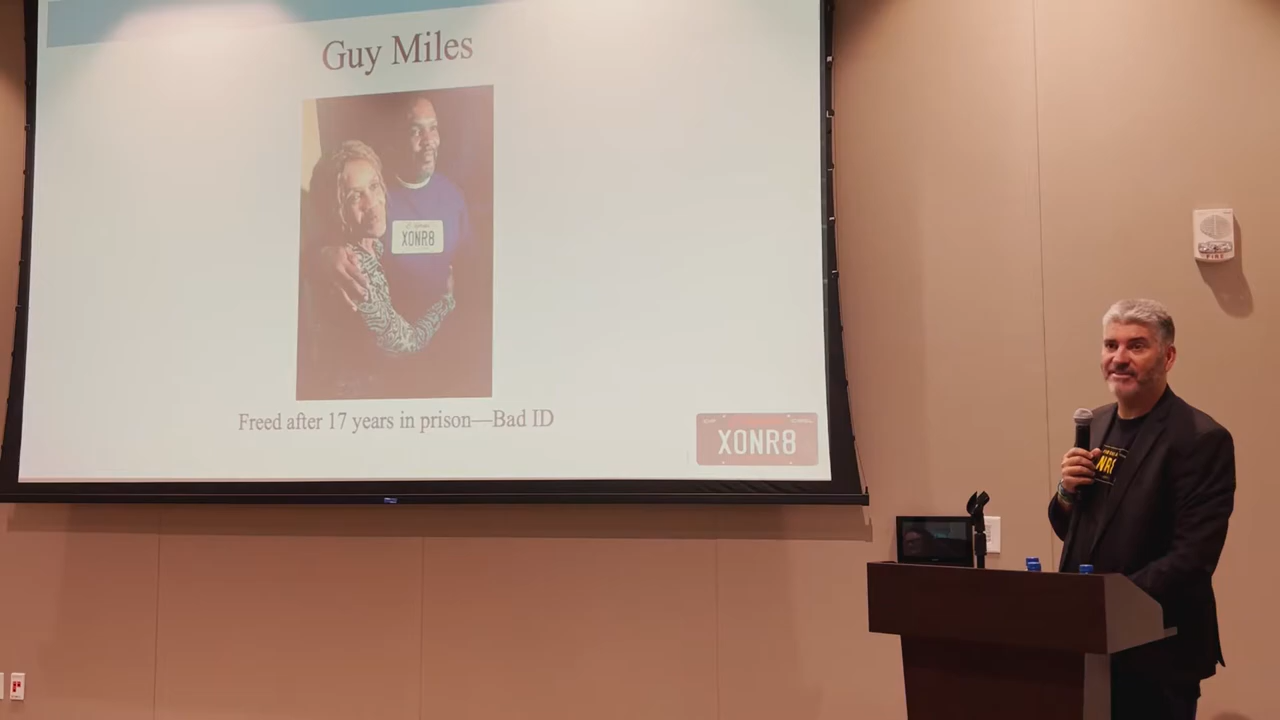 Guy Miles
XONR8
Freed after 17 years in prison—Bad ID
XONR8
FIRE